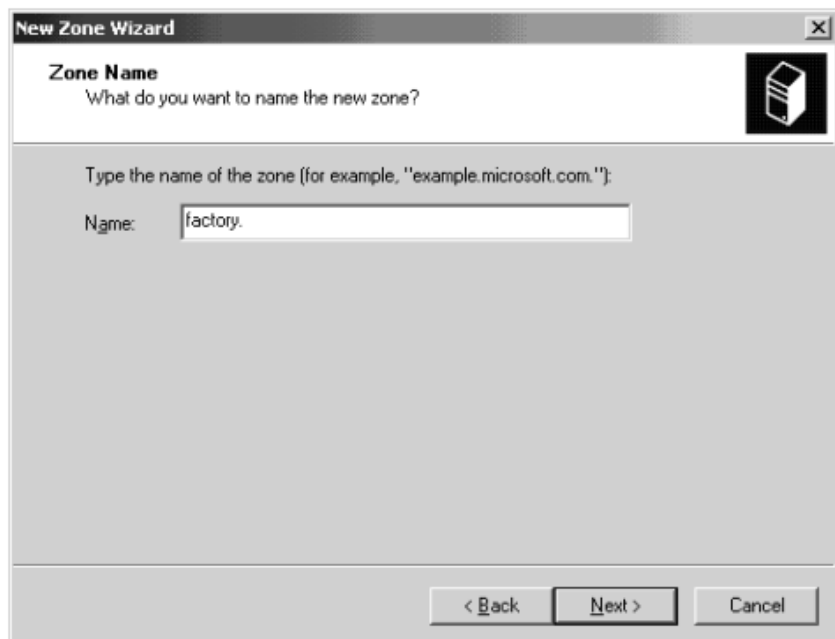 New Zone Wizard
Zone Name
What do you want to name the new zone?
Type the name of the zone (for example, "example.microsoft.com."):
Name: factory.
< Back Next > Cancel